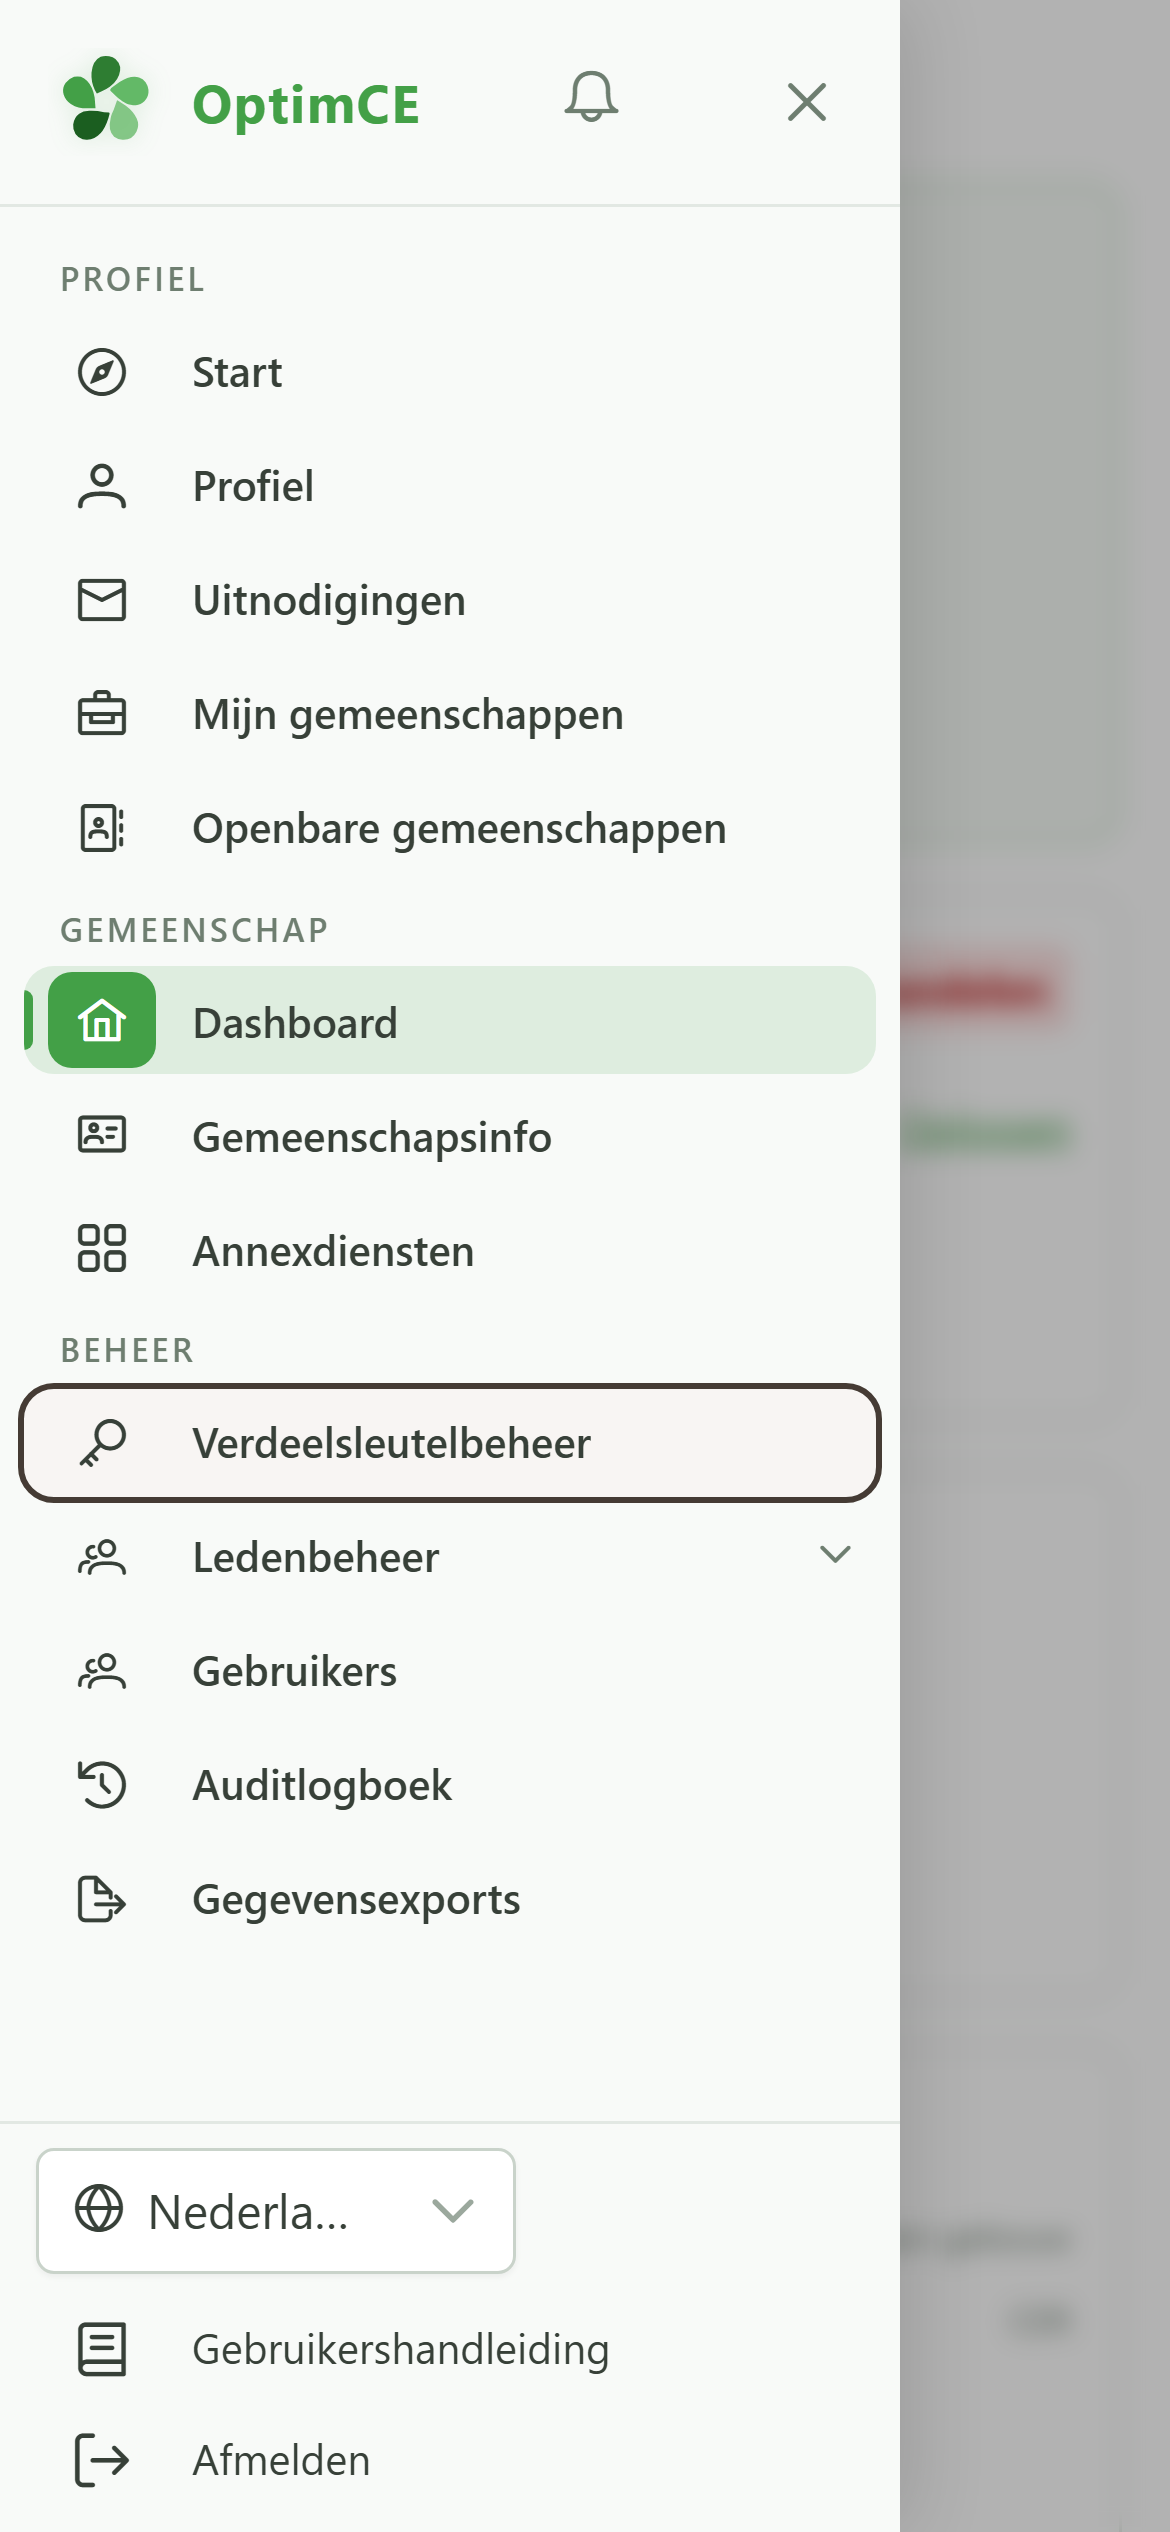 OptimCE
PROFIEL
Start
Profiel
Uitnodigingen
Mijn gemeenschappen
Openbare gemeenschappen
GEMEENSCHAP
Dashboard
Gemeenschapsinfo
Annexdiensten
BEHEER
Verdeelsleutelbeheer
Ledenbeheer
Gebruikers
Auditlogboek
Gegevensexports
Nederla...
Gebruikershandleiding
Afmelden